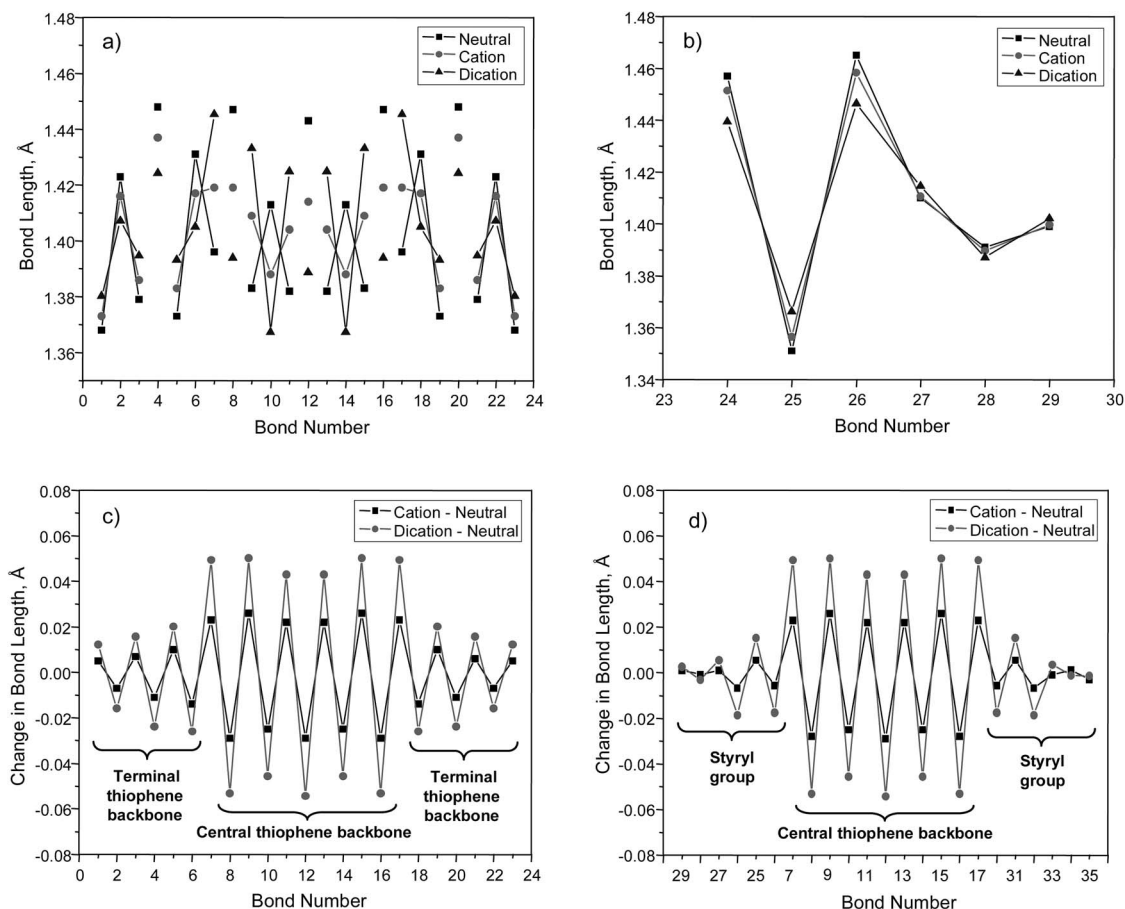 a)
Neutral
Cation
Dication
1.48
1.46
1.44
1.42
1.40
1.38
1.36
Bond Length, Å
0 2 4 6 8 10 12 14 16 18 20 22 24
Bond Number
b)
Neutral
Cation
Dication
1.48
1.46
1.44
1.42
1.40
1.38
1.36
1.34
Bond Length, Å
23 24 25 26 27 28 29 30
Bond Number
c)
Cation - Neutral
Dication - Neutral
0.08
0.06
0.04
0.02
0.00
-0.02
-0.04
-0.06
-0.08
Change in Bond Length, Å
Terminal
thiophene
backbone
Central thiophene backbone
Terminal
thiophene
backbone
0 2 4 6 8 10 12 14 16 18 20 22 24
Bond Number
d)
Cation - Neutral
Dication - Neutral
0.08
0.06
0.04
0.02
0.00
-0.02
-0.04
-0.06
-0.08
Change in Bond Length, Å
Styryl
group
Central thiophene backbone
Styryl
group
29 27 25 7 9 11 13 15 17 31 33 35
Bond Number